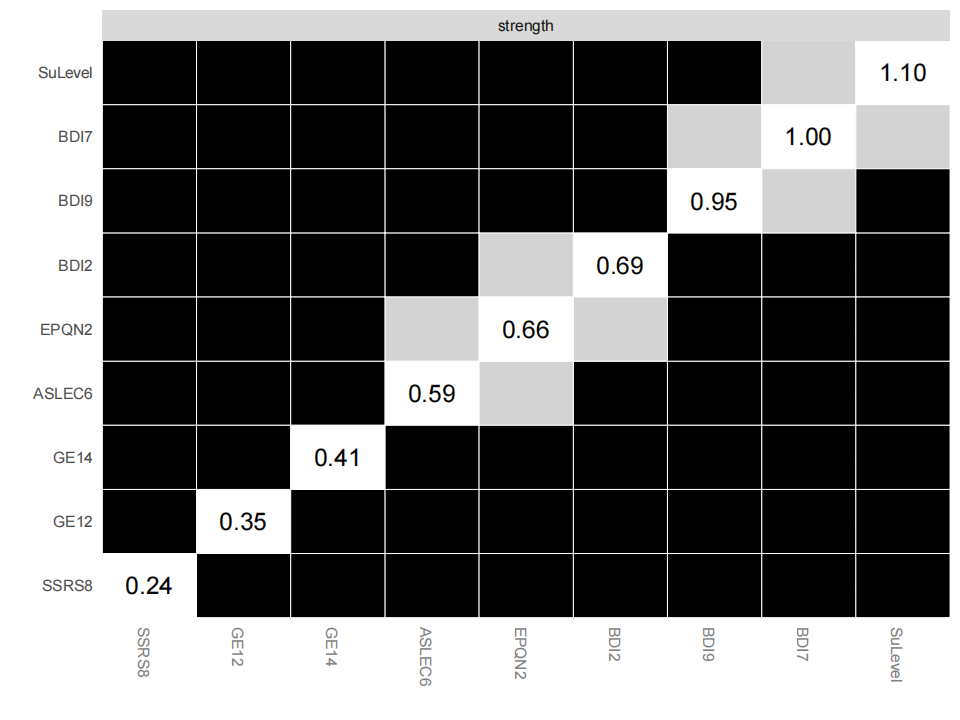 strength
SuLevel 1.10
BDI7 1.00
BDI9 0.95
BDI2 0.69
EPQN2 0.66
ASLEC6 0.59
GE14 0.41
GE12 0.35
SSRS8 0.24
SSRS8 GE12 GE14 ASLEC6 EPQN2 BDI2 BDI9 BDI7 SuLevel